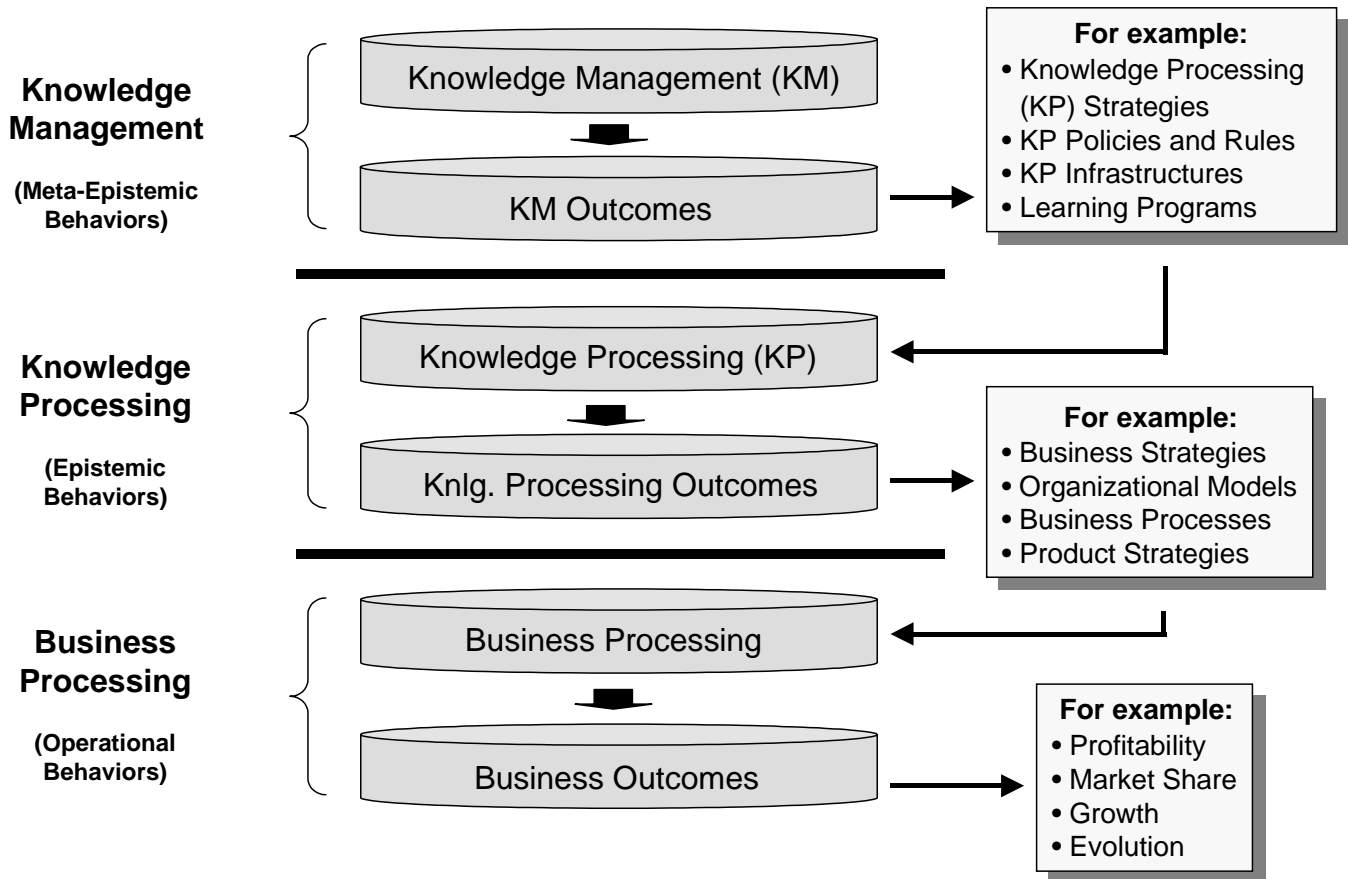 Knowledge
Management
(Meta-Epistemic
Behaviors)
Knowledge Management (KM)
KM Outcomes
For example:
• Knowledge Processing
(KP) Strategies
• KP Policies and Rules
• KP Infrastructures
• Learning Programs
Knowledge
Processing
(Epistemic
Behaviors)
Knowledge Processing (KP)
Knlg. Processing Outcomes
For example:
• Business Strategies
• Organizational Models
• Business Processes
• Product Strategies
Business
Processing
(Operational
Behaviors)
Business Processing
Business Outcomes
For example:
• Profitability
• Market Share
• Growth
• Evolution